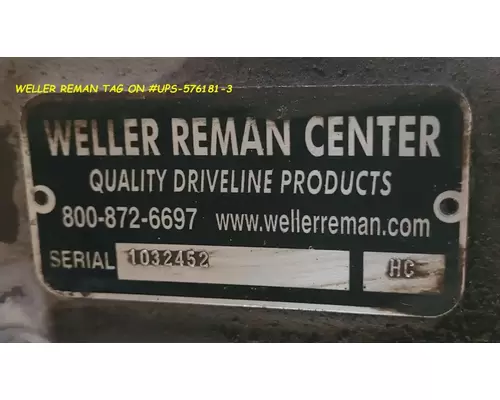 WELLER REMAN TAG ON #UPS-576181-3
WELLER REMAN CENTER
QUALITY DRIVELINE PRODUCTS
800-872-6697 www.wellerreman.com
SERIAL 1032452 HC